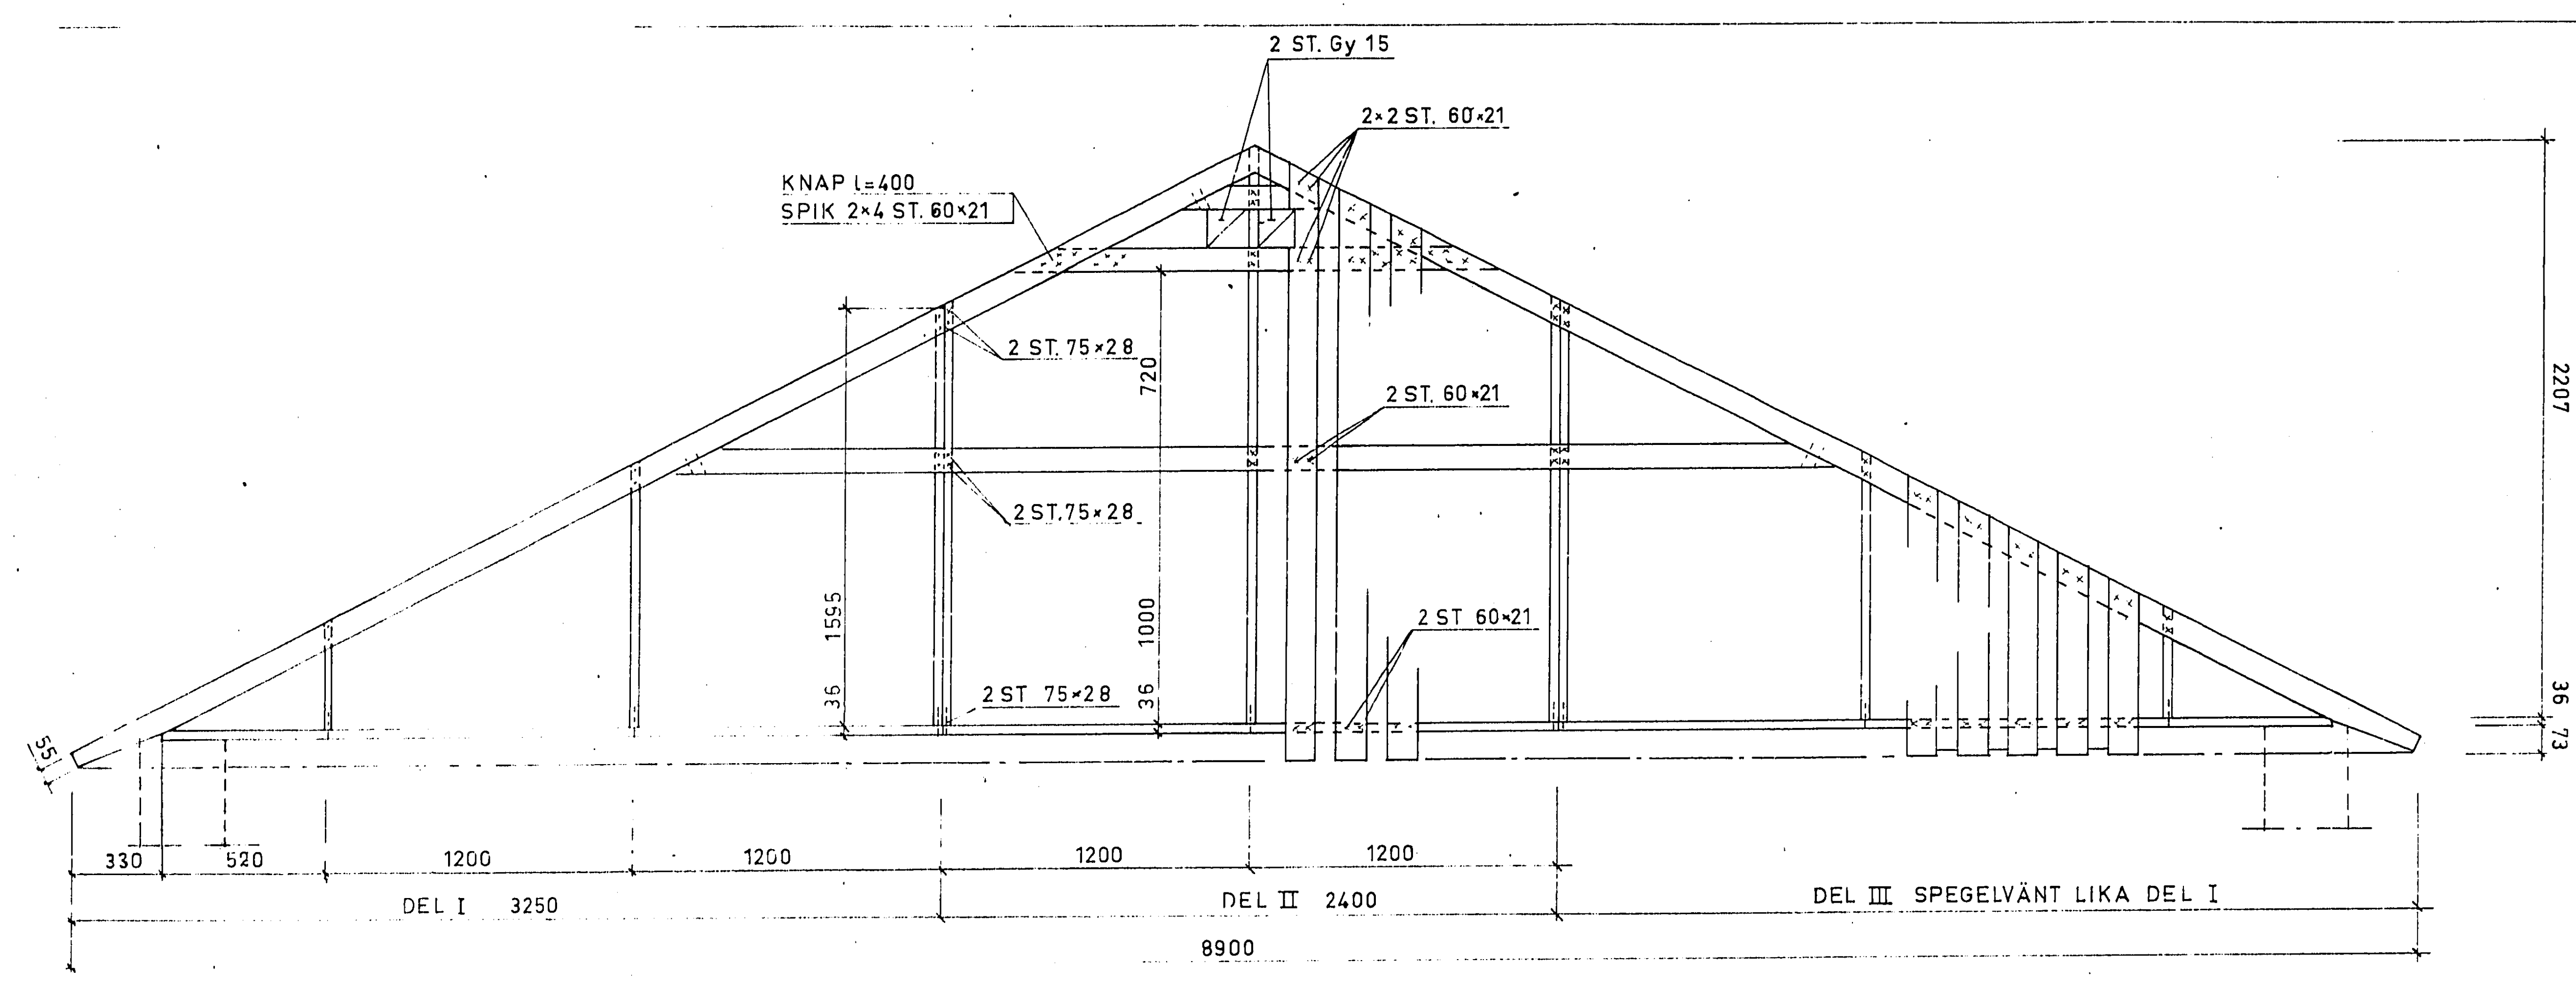 2 ST. Gy 15
2×2 ST. 60×21
KNAP l=400
SPIK 2×4 ST. 60×21
2 ST. 75×28
720
2 ST. 60×21
2207
2 ST. 75×28
1595
1000
2 ST 60×21
36
36
2 ST 75×28
36
73
55
330
520
1200
1200
1200
1200
DEL I 3250
DEL II 2400
DEL III SPEGELVÄNT LIKA DEL I
8900